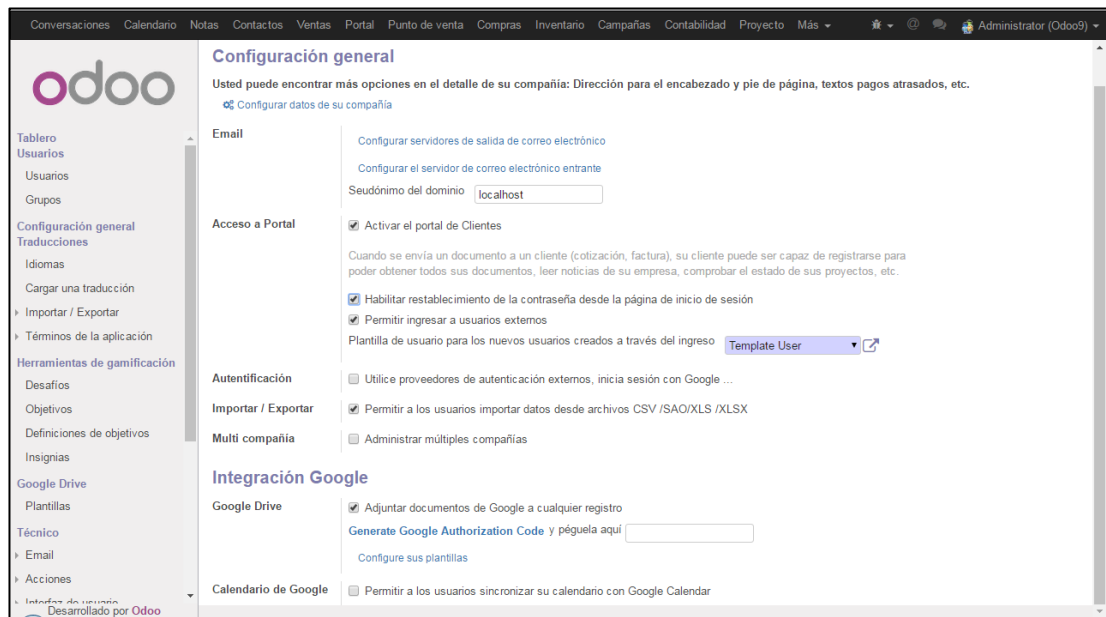 Conversaciones Calendario Notas Contactos Ventas Portal Punto de venta Compras Inventario Campañas Contabilidad Proyecto Más Administrator (Odoo9)
odoo
Tablero
Usuarios
Usuarios
Grupos
Configuración general
Traducciones
Idiomas
Cargar una traducción
Importar / Exportar
Términos de la aplicación
Herramientas de gamificación
Desafíos
Objetivos
Definiciones de objetivos
Insignias
Google Drive
Plantillas
Técnico
Email
Acciones
Interfaz de usuario
Desarrollado por Odoo
Configuración general
Usted puede encontrar más opciones en el detalle de su compañía: Dirección para el encabezado y pie de página, textos pagos atrasados, etc.
Configurar datos de su compañía
Email
Configurar servidores de salida de correo electrónico
Configurar el servidor de correo electrónico entrante
Seudónimo del dominio localhost
Acceso a Portal Activar el portal de Clientes
Cuando se envía un documento a un cliente (cotización, factura), su cliente puede ser capaz de registrarse para
poder obtener todos sus documentos, leer noticias de su empresa, comprobar el estado de sus proyectos, etc.
Habilitar restablecimiento de la contraseña desde la página de inicio de sesión
Permitir ingresar a usuarios externos
Plantilla de usuario para los nuevos usuarios creados a través del ingreso Template User
Autentificación Utilice proveedores de autenticación externos, inicia sesión con Google ...
Importar / Exportar Permitir a los usuarios importar datos desde archivos CSV /SAO/XLS /XLSX
Multi compañía Administrar múltiples compañías
Integración Google
Google Drive Adjuntar documentos de Google a cualquier registro
Generate Google Authorization Code y péguela aquí
Configure sus plantillas
Calendario de Google Permitir a los usuarios sincronizar su calendario con Google Calendar